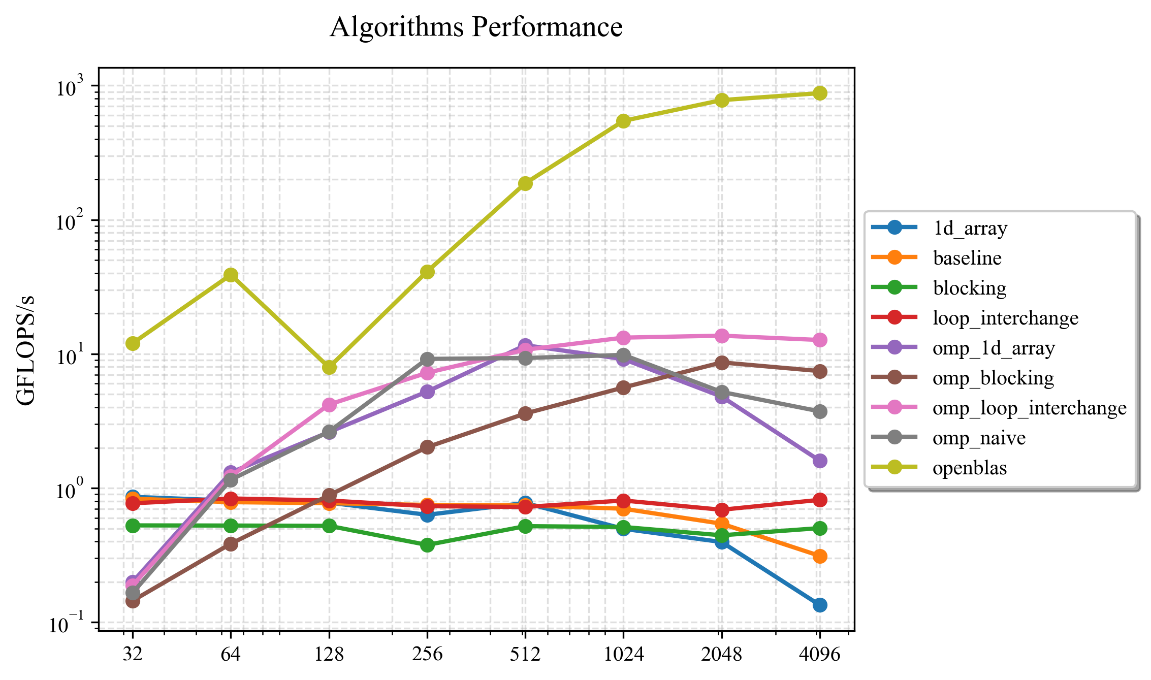 Algorithms Performance
GFLOPS/s
10^3
10^2
10^1
10^0
10^−1
32 64 128 256 512 1024 2048 4096
1d_array
baseline
blocking
loop_interchange
omp_1d_array
omp_blocking
omp_loop_interchange
omp_naive
openblas